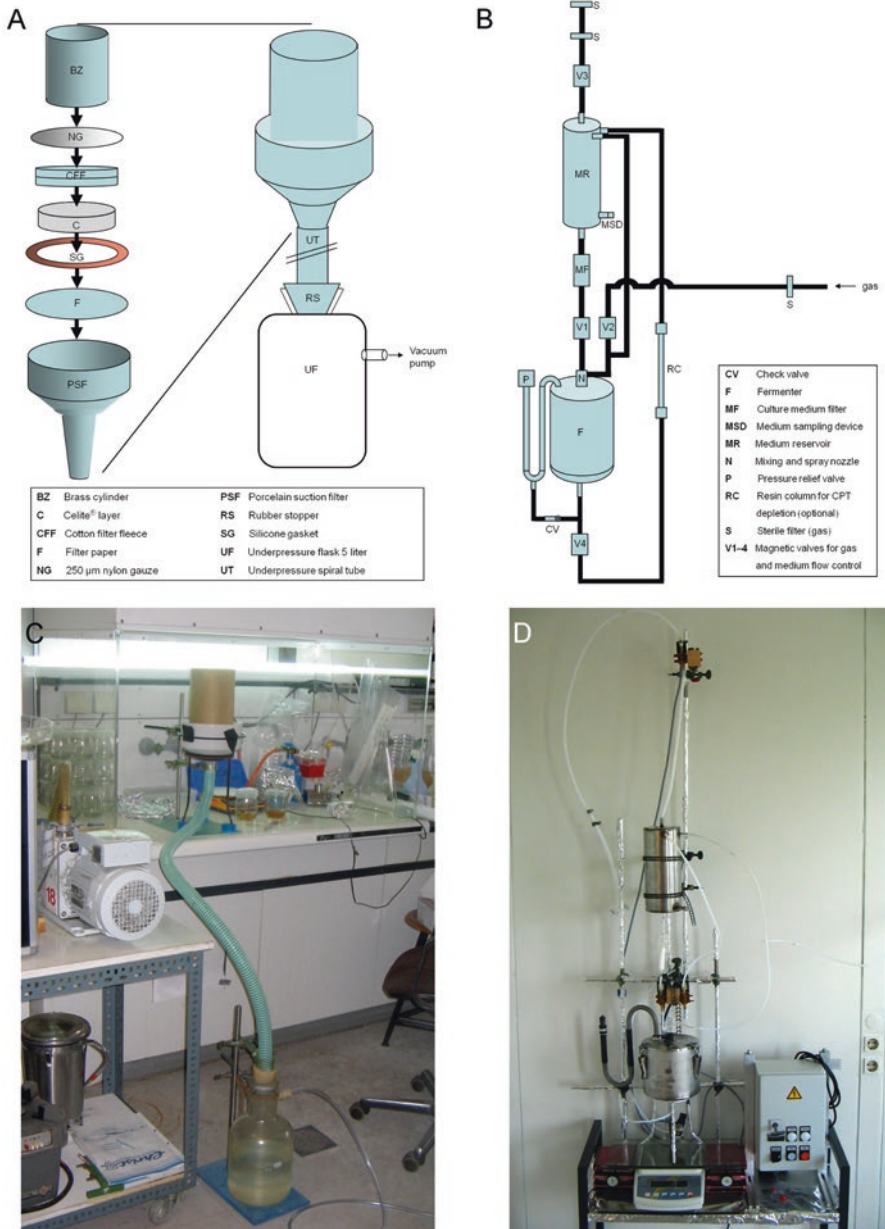 A
BZ
NG
CFF
C
SG
F
PSF
UT
RS
UF
Vacuum
pump
BZ Brass cylinder
C Celite® layer
CFF Cotton filter fleece
F Filter paper
NG 250 µm nylon gauze
PSF Porcelain suction filter
RS Rubber stopper
SG Silicone gasket
UF Underpressure flask 5 liter
UT Underpressure spiral tube
B
S
S
V3
MR
MSD
MF
V1
V2
S
gas
P
N
RC
F
CV
V4
CV Check valve
F Fermenter
MF Culture medium filter
MSD Medium sampling device
MR Medium reservoir
N Mixing and spray nozzle
P Pressure relief valve
RC Resin column for CPT
depletion (optional)
S Sterile filter (gas)
V1–4 Magnetic valves for gas
and medium flow control
C
18
Christ
D